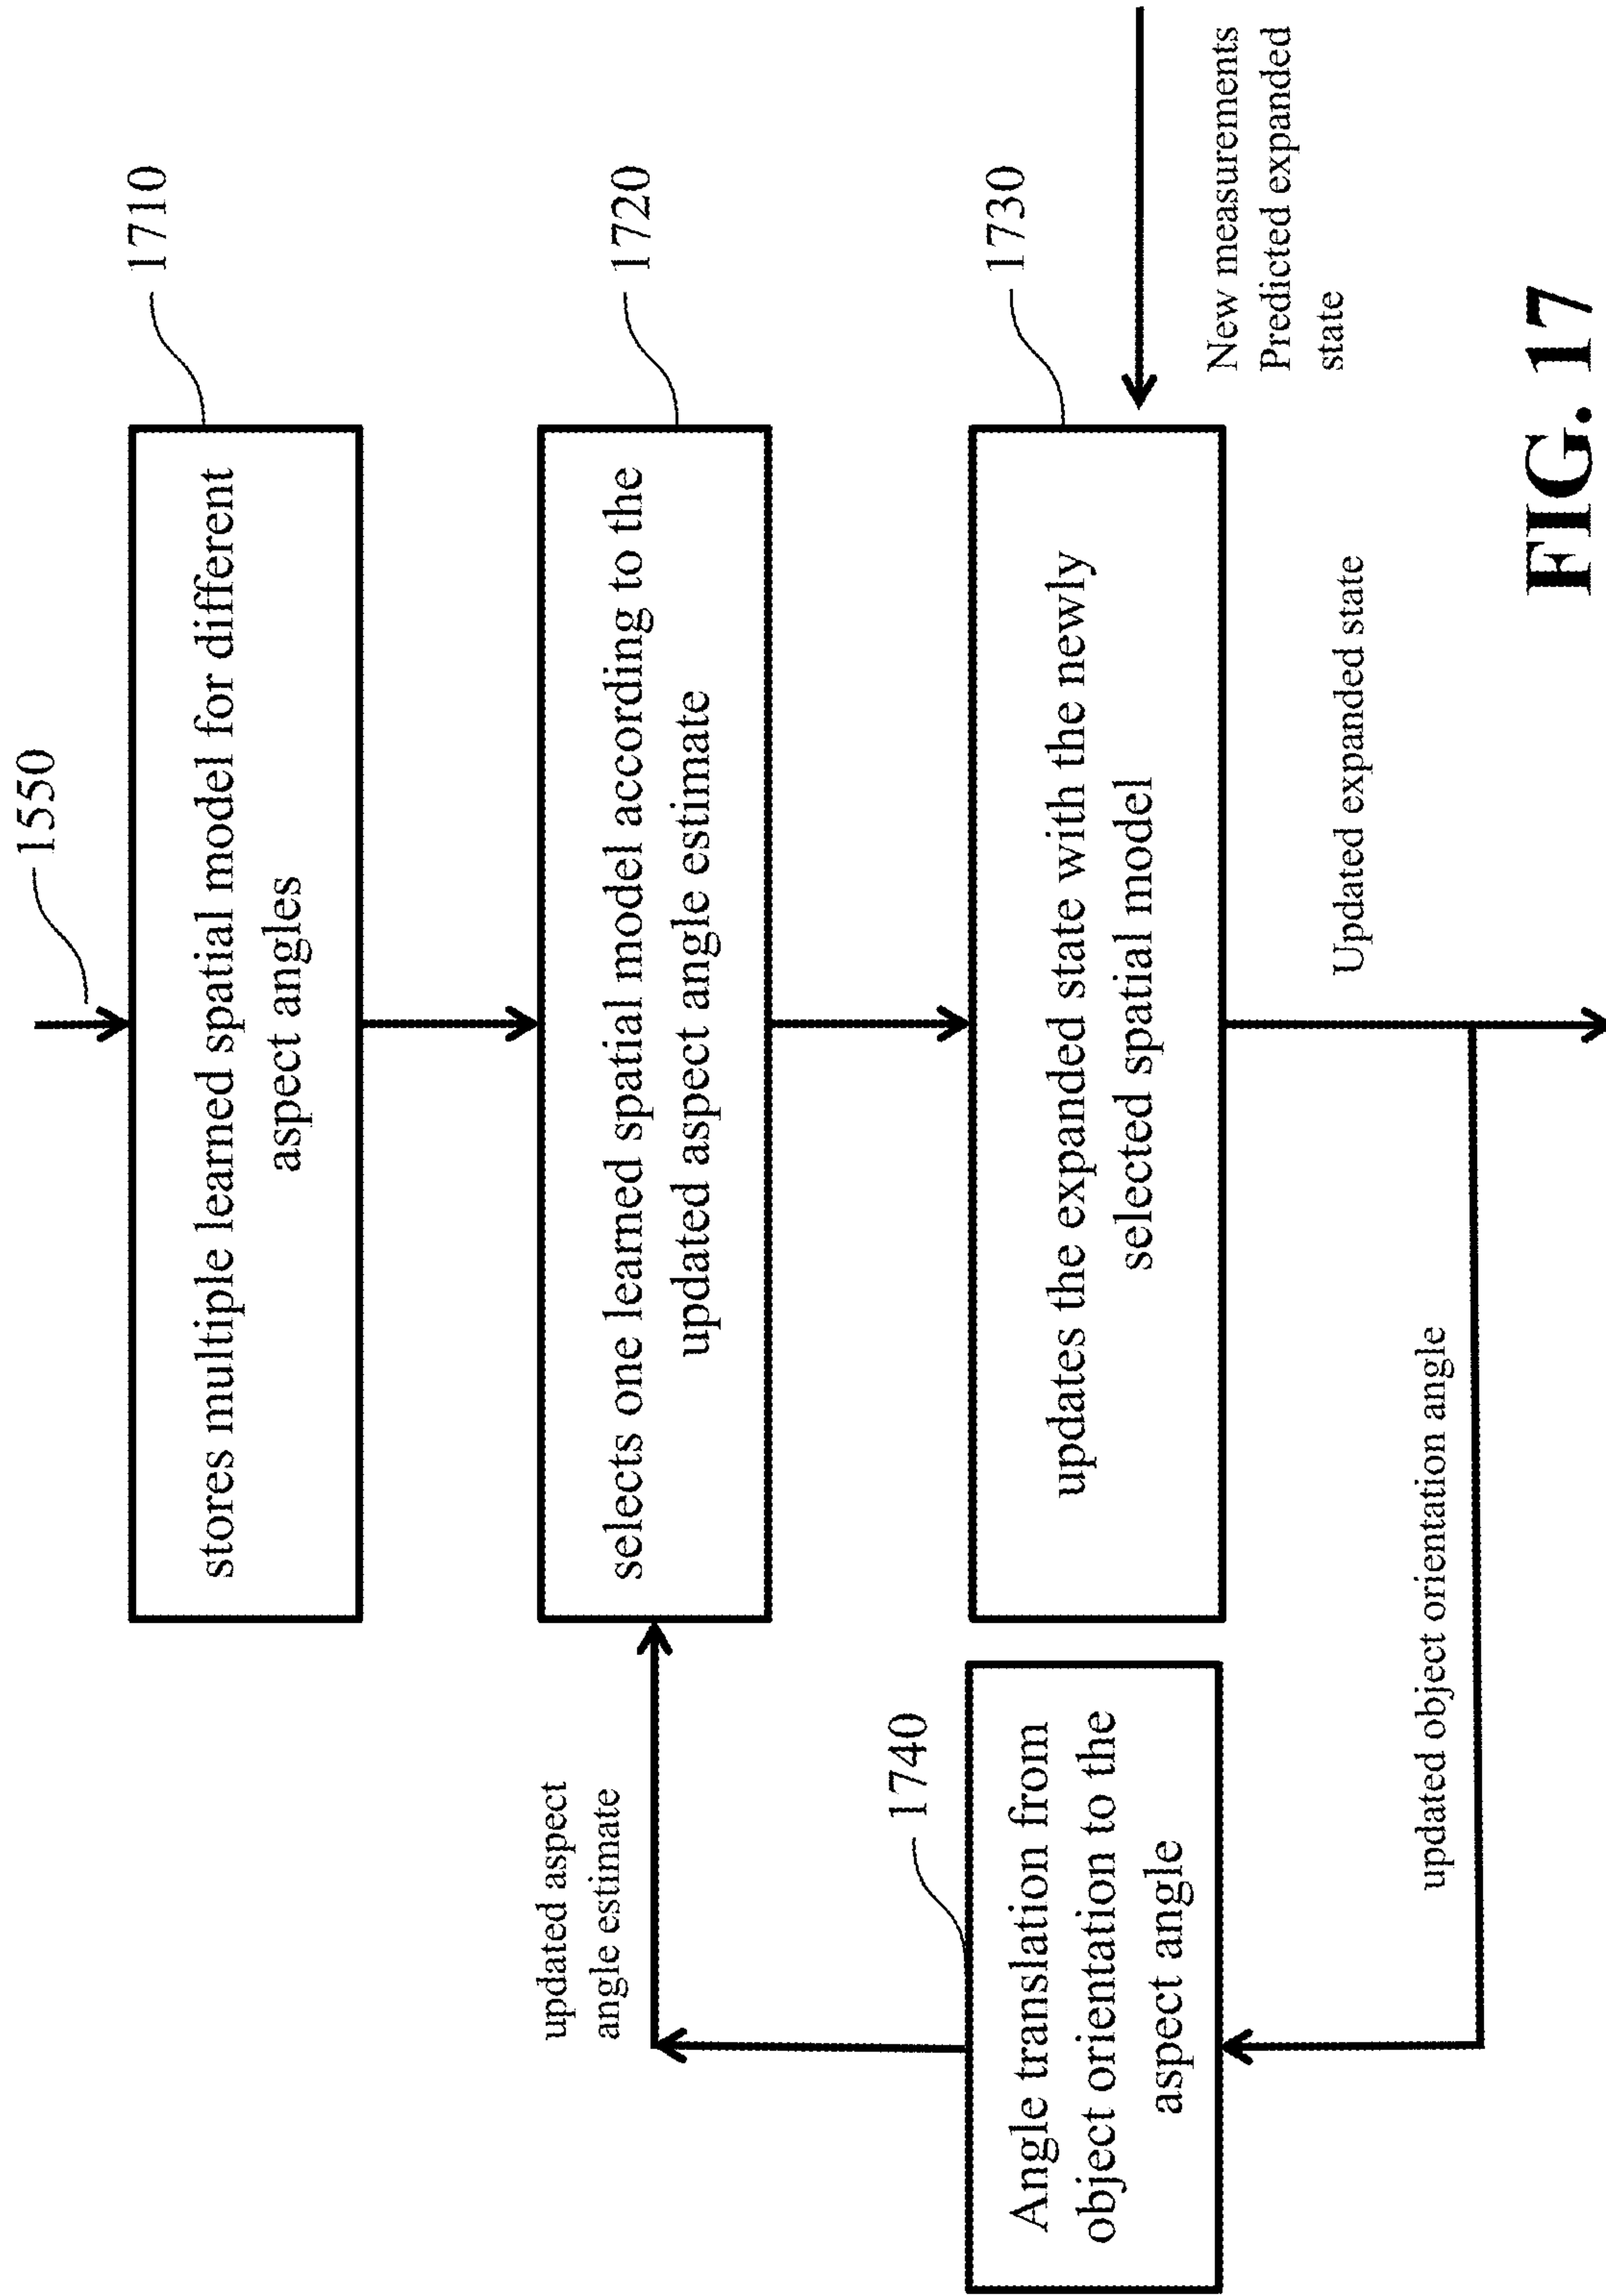 1550
stores multiple learned spatial model for different
aspect angles
1710
updated aspect
angle estimate
selects one learned spatial model according to the
updated aspect angle estimate
1720
1740
Angle translation from
object orientation to the
aspect angle
updates the expanded state with the newly
selected spatial model
1730
New measurements
Predicted expanded
state
Updated expanded state
updated object orientation angle
FIG. 17